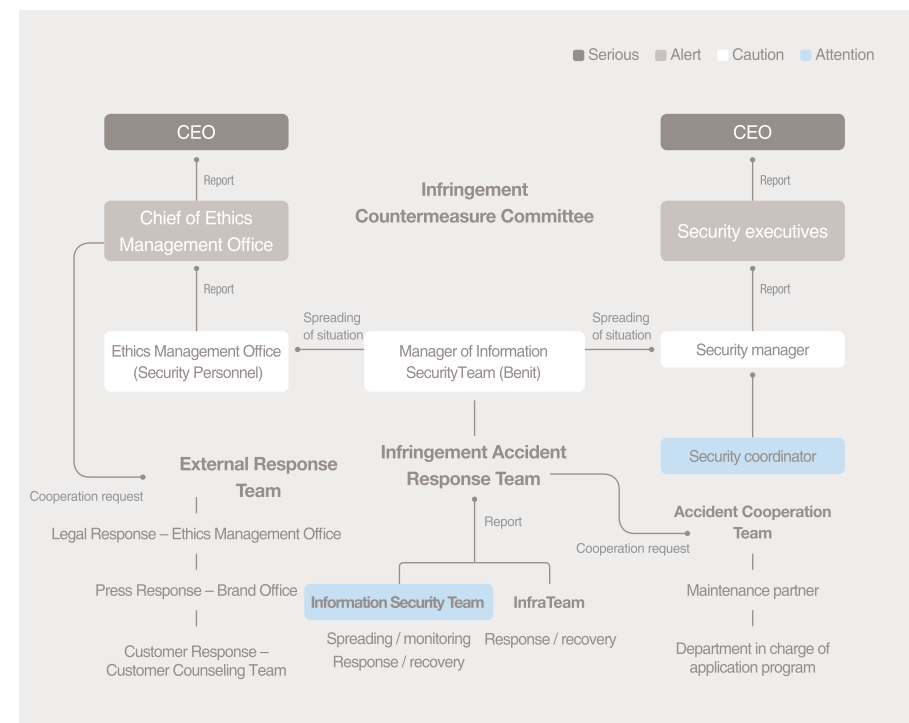 Serious
Alert
Caution
Attention
CEO
CEO
Report
Report
Infringement
Countermeasure Committee
Chief of Ethics
Management Office
Security executives
Report
Report
Spreading
of situation
Spreading
of situation
Ethics Management Office
(Security Personnel)
Manager of Information
SecurityTeam (Benit)
Security manager
Security coordinator
External Response
Team
Infringement Accident
Response Team
Cooperation request
Report
Accident Cooperation
Team
Cooperation request
Legal Response – Ethics Management Office
Press Response – Brand Office
Customer Response –
Customer Counseling Team
Information Security Team
InfraTeam
Spreading / monitoring
Response / recovery
Response / recovery
Maintenance partner
Department in charge of
application program